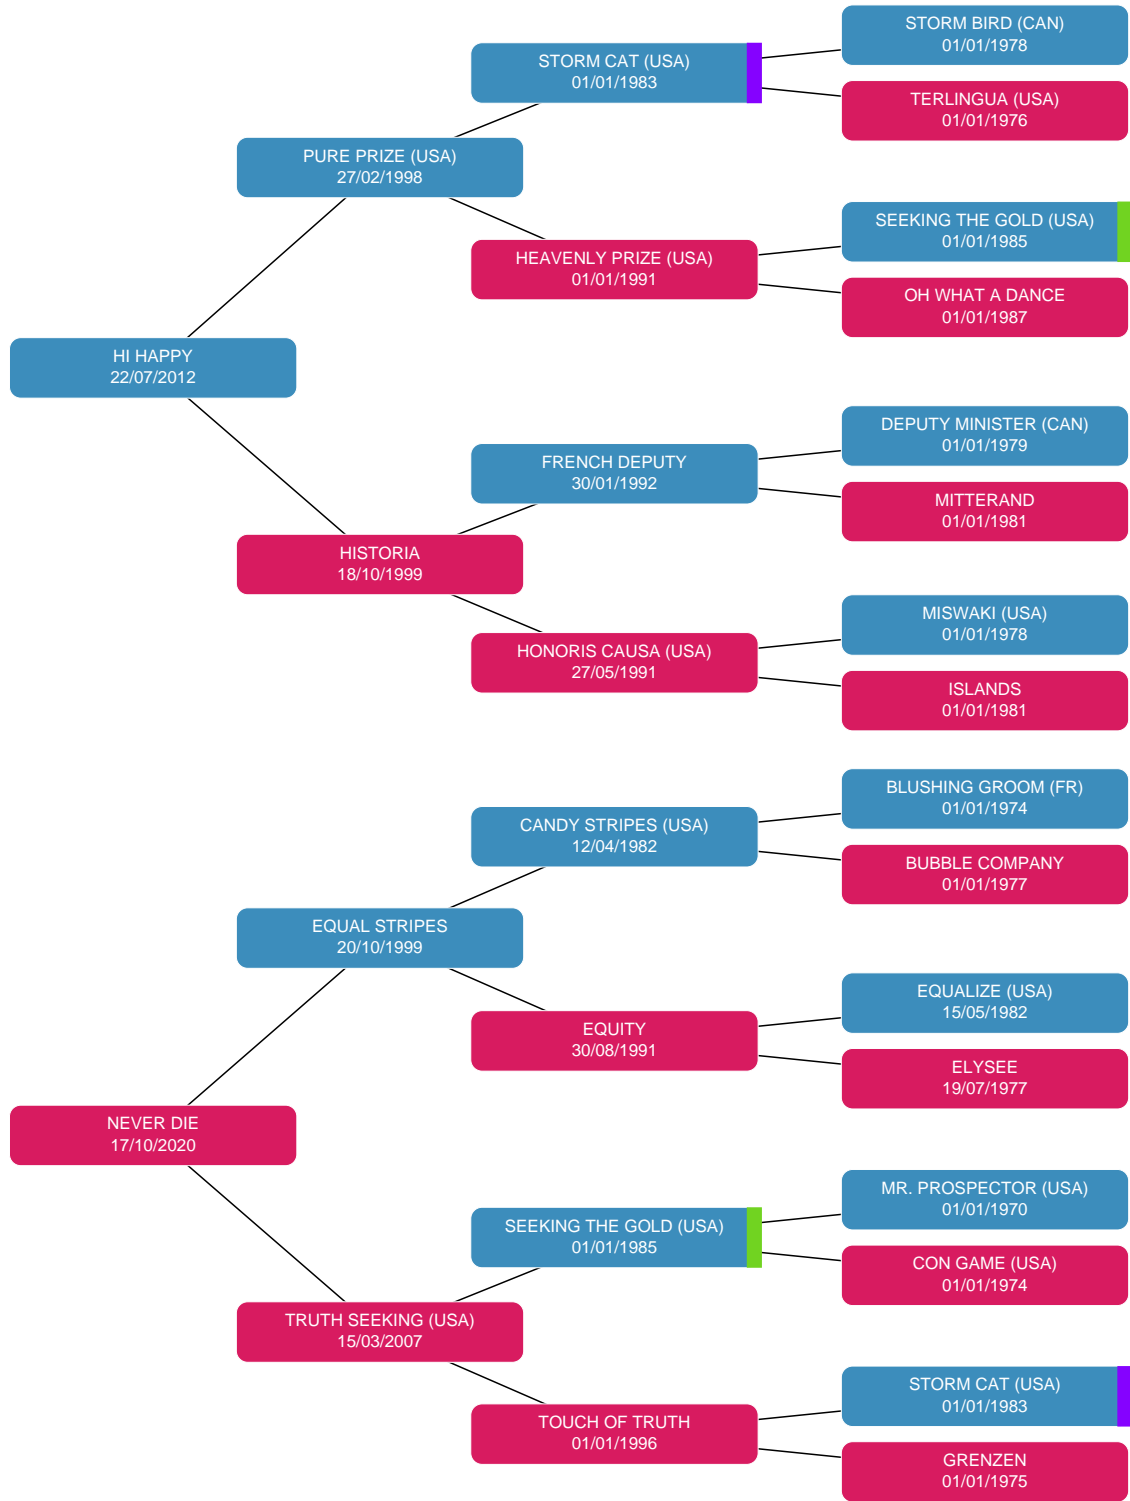 STORM BIRD (CAN)
01/01/1978
STORM CAT (USA)
01/01/1983
TERLINGUA (USA)
01/01/1976
PURE PRIZE (USA)
27/02/1998
SEEKING THE GOLD (USA)
01/01/1985
HEAVENLY PRIZE (USA)
01/01/1991
OH WHAT A DANCE
01/01/1987
HI HAPPY
22/07/2012
DEPUTY MINISTER (CAN)
01/01/1979
FRENCH DEPUTY
30/01/1992
MITTERAND
01/01/1981
HISTORIA
18/10/1999
MISWAKI (USA)
01/01/1978
HONORIS CAUSA (USA)
27/05/1991
ISLANDS
01/01/1981
BLUSHING GROOM (FR)
01/01/1974
CANDY STRIPES (USA)
12/04/1982
BUBBLE COMPANY
01/01/1977
EQUAL STRIPES
20/10/1999
EQUALIZE (USA)
15/05/1982
EQUITY
30/08/1991
ELYSEE
19/07/1977
NEVER DIE
17/10/2020
MR. PROSPECTOR (USA)
01/01/1970
SEEKING THE GOLD (USA)
01/01/1985
CON GAME (USA)
01/01/1974
TRUTH SEEKING (USA)
15/03/2007
STORM CAT (USA)
01/01/1983
TOUCH OF TRUTH
01/01/1996
GRENZEN
01/01/1975